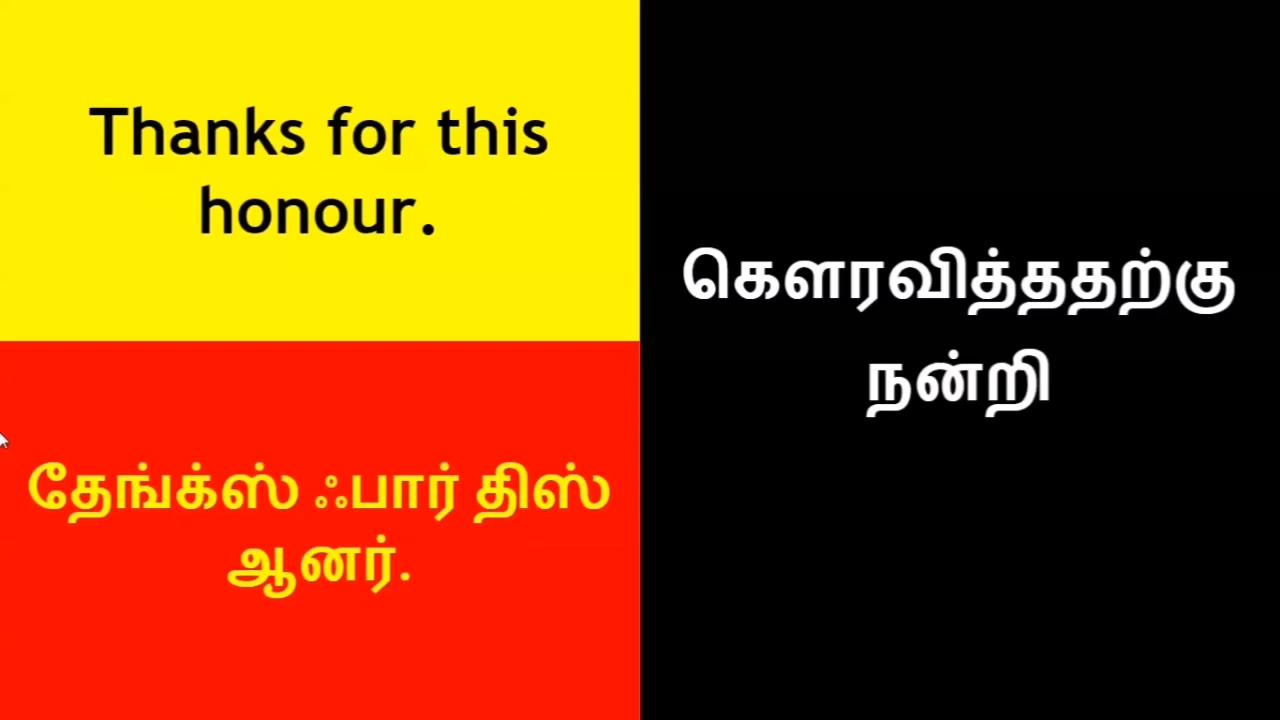 Thanks for this
honour.
தேங்க்ஸ் ஃபார் திஸ்
ஆனர்.
கௌரவித்ததற்கு
நன்றி